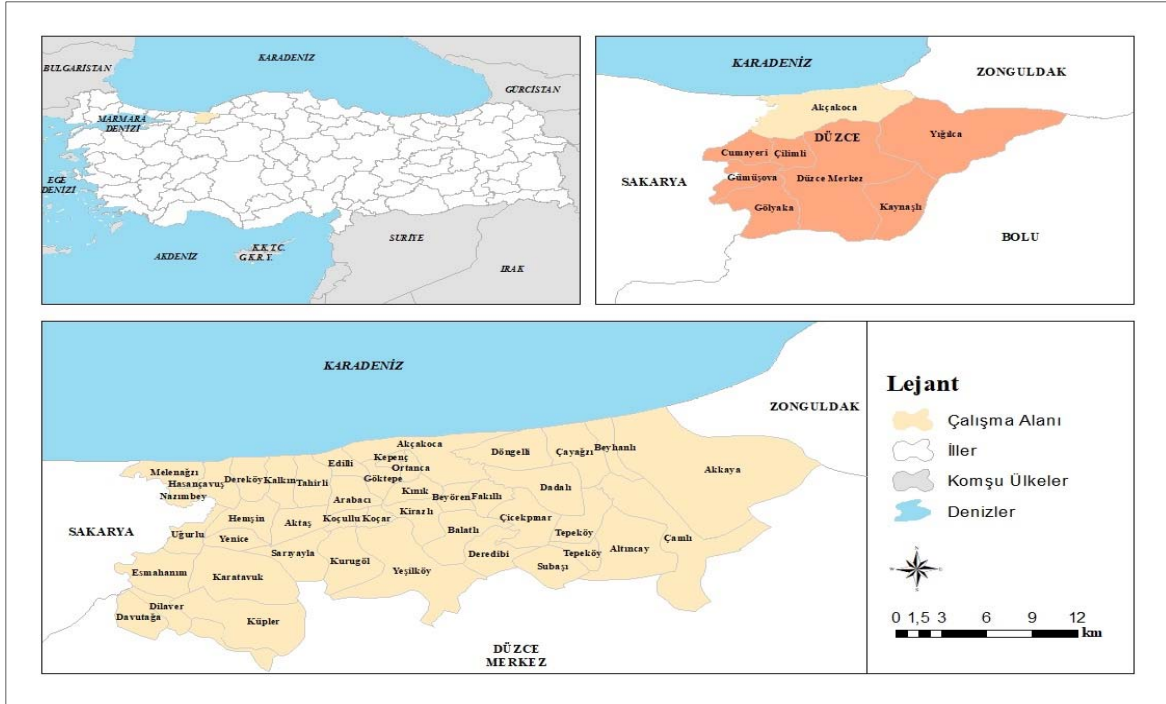 KARADENİZ
BULGARİSTAN
GÜRCİSTAN
MARMARA
DENİZİ
EGE
DENİZİ
K.K.T.C.
G.K.R.Y.
SURİYE
AKDENİZ
IRAK
KARADENİZ
ZONGULDAK
Akçakoca
DÜZCE
Yığılca
Cumayeri
Çilimli
SAKARYA
Gümüşova
Düzce Merkez
Gölyaka
Kaynaşlı
BOLU
KARADENİZ
ZONGULDAK
Akçakoca
Döngelli
Çayağzı
Beyhanlı
Edilli
Kepenç
Ortanca
Melenağzı
Hasançavuş
Dereköy
Kalkın
Tahirli
Göktepe
Akkaya
Nazımbey
Arabacı
Kınık
Beyören
Fakıllı
Dadalı
SAKARYA
Hemşin
Aktaş
Koçullu
Koçar
Kirazlı
Çiçekpınar
Uğurlu
Yenice
Balatlı
Tepeköy
Çamlı
Sarıyayla
Kurugöl
Yeşilköy
Deredibi
Tepeköy
Altınçay
Esmahanım
Karatavuk
Subaşı
Dilaver
Davutağa
Küpler
DÜZCE
MERKEZ
Lejant
Çalışma Alanı
İller
Komşu Ülkeler
Denizler
N
W
E
S
0 1,5 3 6 9 12
km